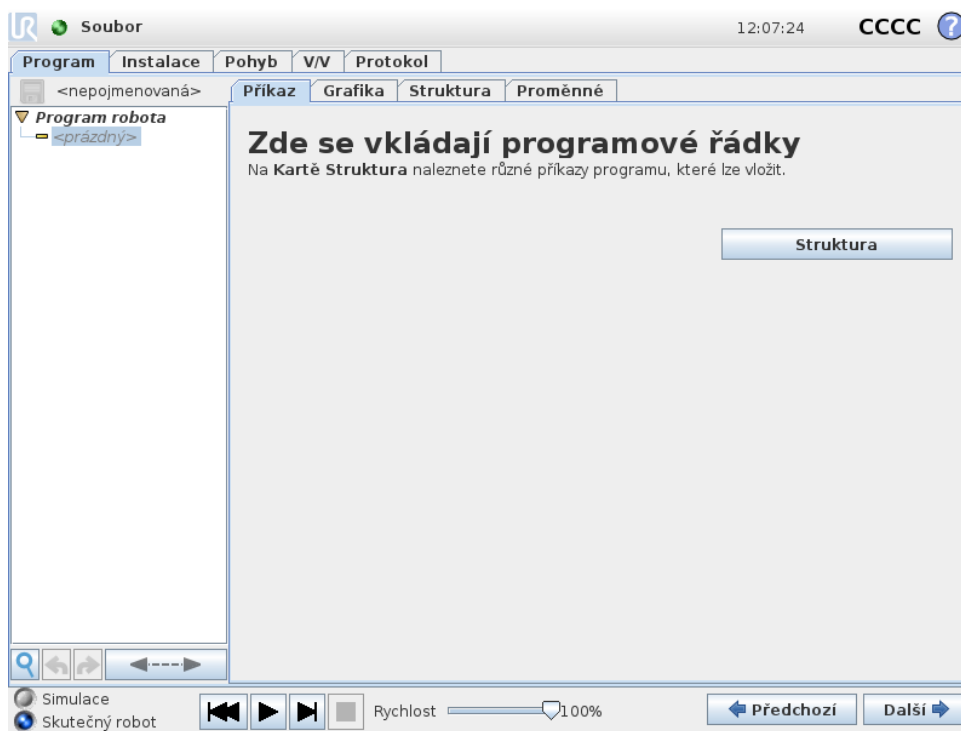 UR Soubor 12:07:24 CCCC ?
Program Instalace Pohyb V/V Protokol
<nepojmenovaná> Příkaz Grafika Struktura Proměnné
Program robota
<prázdný>
Zde se vkládají programové řádky
Na Kartě Struktura naleznete různé příkazy programu, které lze vložit.
Struktura
Simulace
Skutečný robot
Rychlost 100%
Předchozí Další